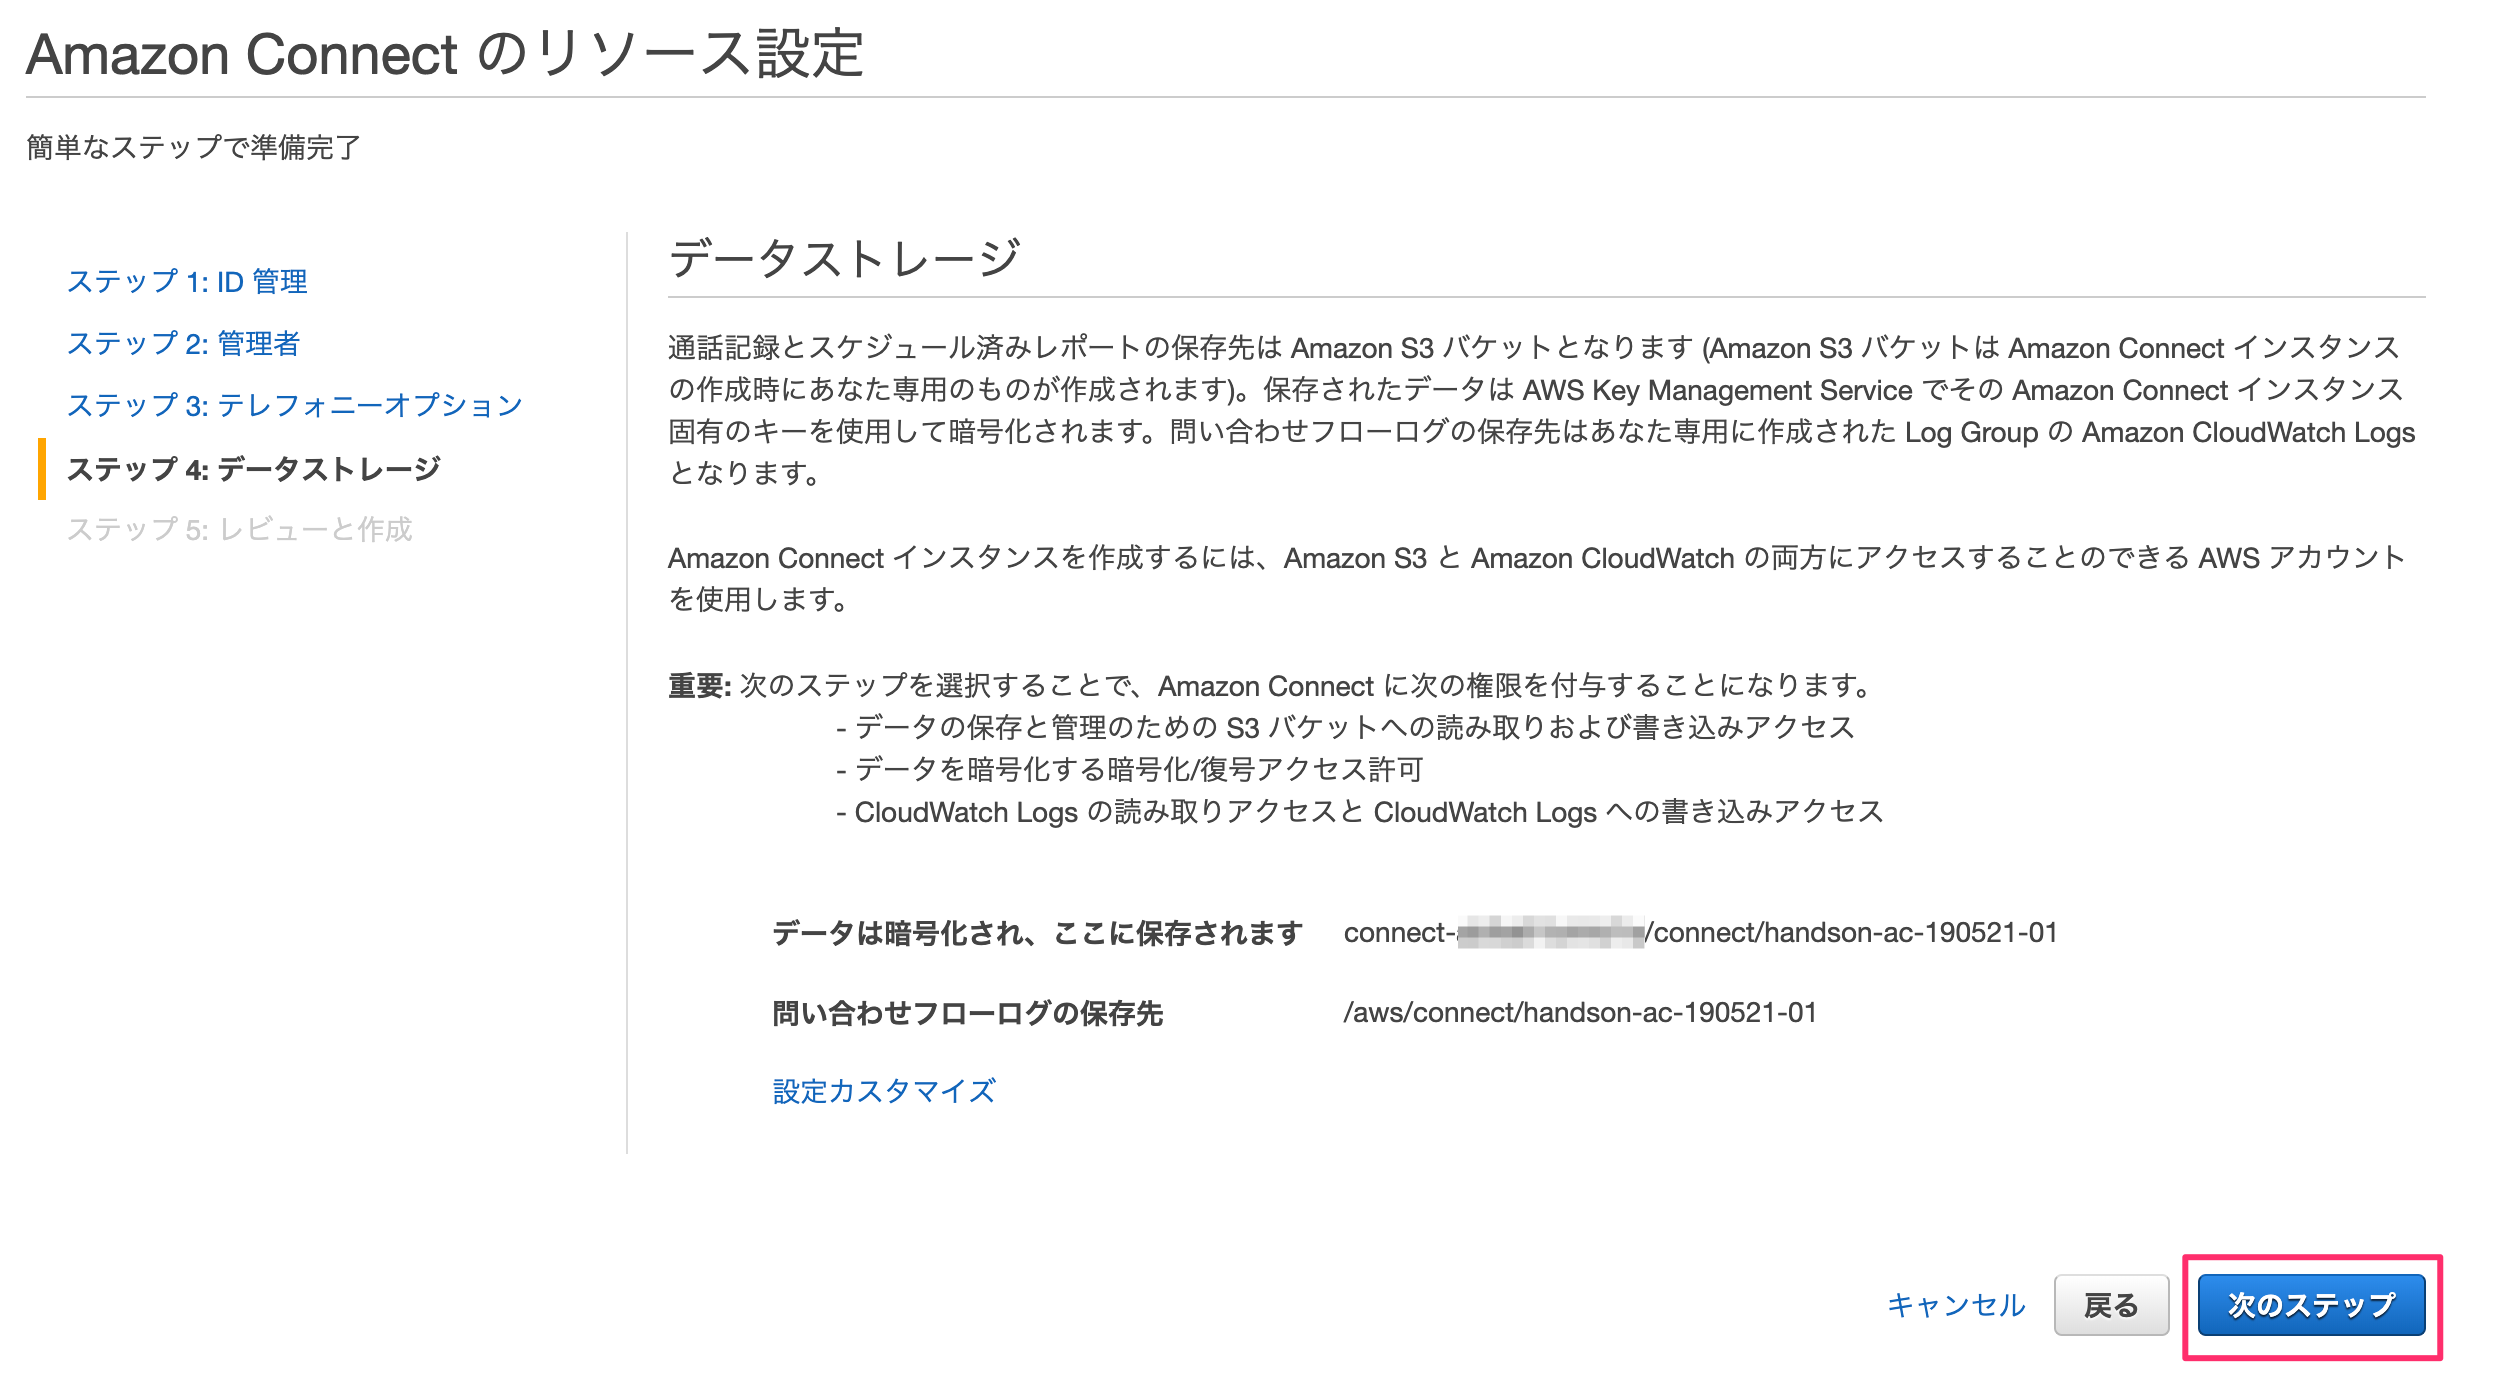 Amazon Connect のリソース設定
簡単なステップで準備完了
ステップ 1: ID 管理
ステップ 2: 管理者
ステップ 3: テレフォニーオプション
ステップ 4: データストレージ
ステップ 5: レビューと作成
データストレージ
通話記録とスケジュール済みレポートの保存先は Amazon S3 バケットとなります (Amazon S3 バケットは Amazon Connect インスタンス
の作成時にあなた専用のものが作成されます)。保存されたデータは AWS Key Management Service でその Amazon Connect インスタンス
固有のキーを使用して暗号化されます。問い合わせフローログの保存先はあなた専用に作成された Log Group の Amazon CloudWatch Logs
となります。
Amazon Connect インスタンスを作成するには、Amazon S3 と Amazon CloudWatch の両方にアクセスすることのできる AWS アカウント
を使用します。
重要: 次のステップを選択することで、Amazon Connect に次の権限を付与することになります。
- データの保存と管理のための S3 バケットへの読み取りおよび書き込みアクセス
- データを暗号化する暗号化/復号アクセス許可
- CloudWatch Logs の読み取りアクセスと CloudWatch Logs への書き込みアクセス
データは暗号化され、ここに保存されます connect- /connect/handson-ac-190521-01
問い合わせフローログの保存先 /aws/connect/handson-ac-190521-01
設定カスタマイズ
キャンセル 戻る 次のステップ